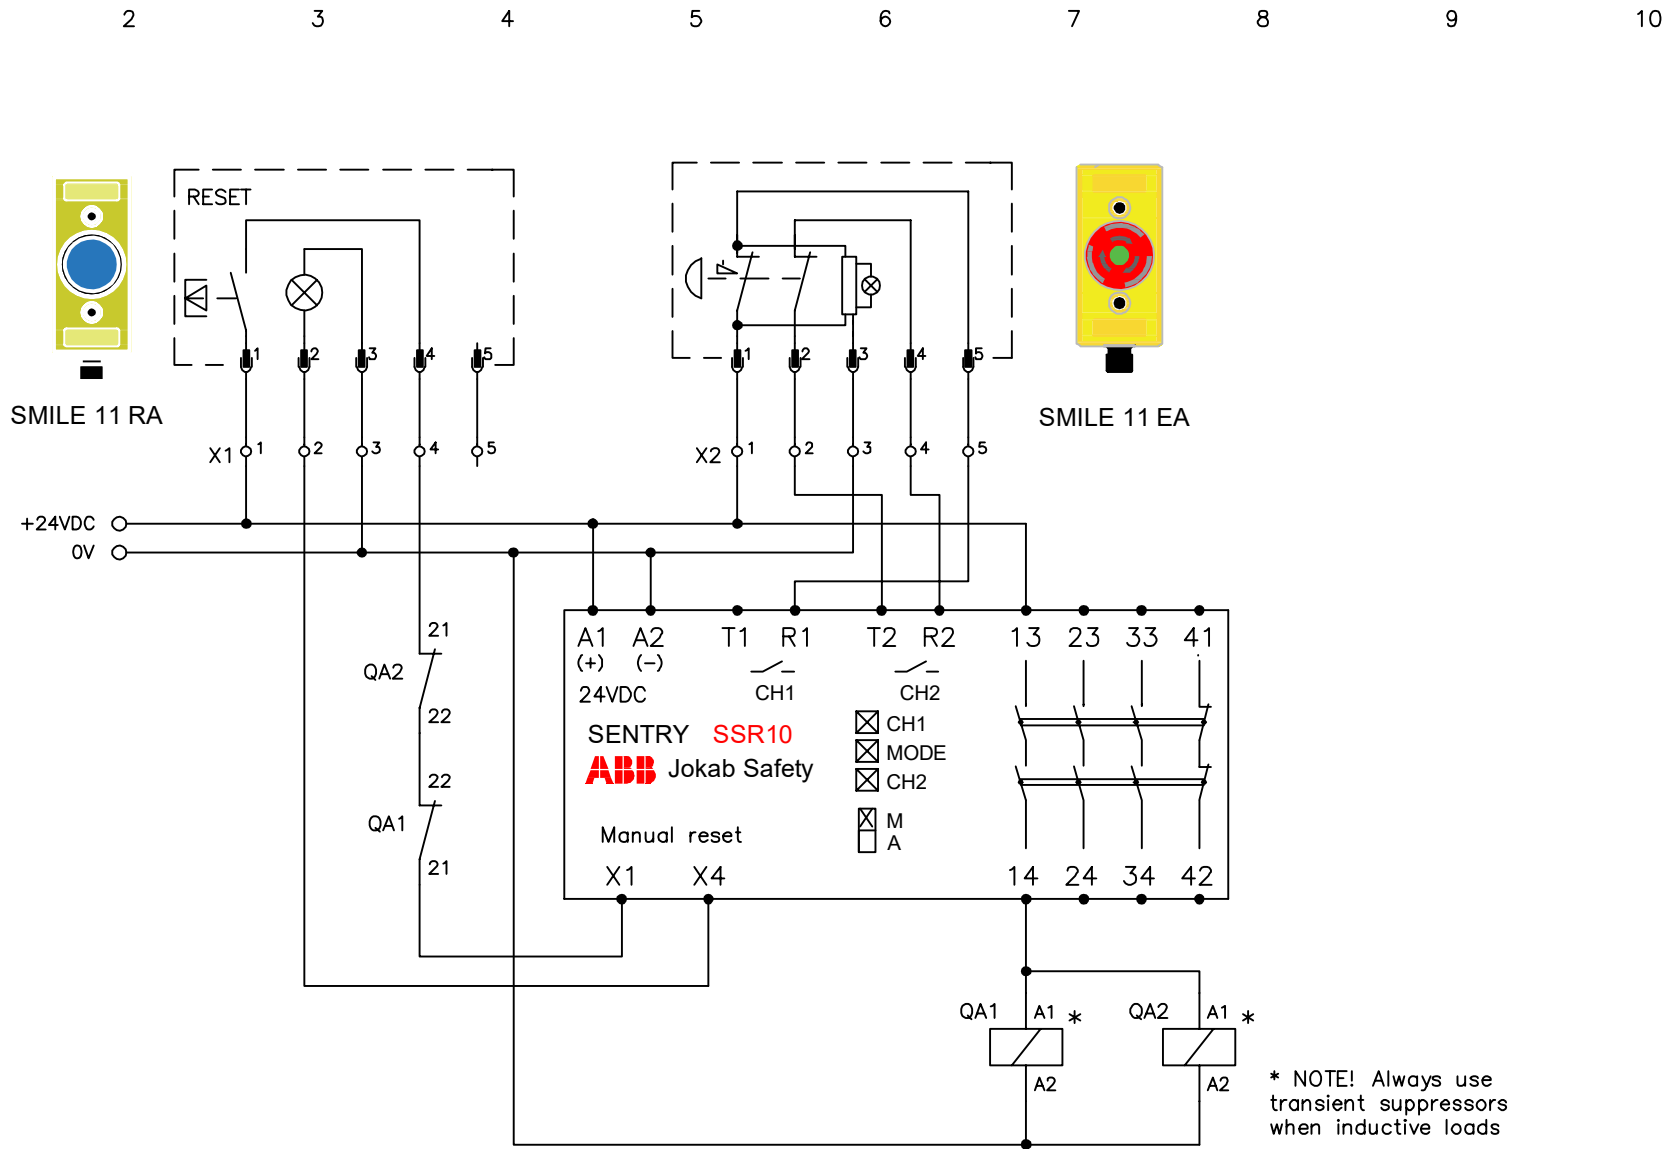 2 3 4 5 6 7 8 9 10
RESET
1 2 3 4 5
1 2 3 4 5
SMILE 11 RA
SMILE 11 EA
X1 1 2 3 4 5
X2 1 2 3 4 5
+24VDC
0V
21
QA2
22
22
QA1
21
A1 A2 T1 R1 T2 R2 13 23 33 41
(+) (-)
24VDC
CH1
CH2
SENTRY SSR10
ABB Jokab Safety
CH1
MODE
CH2
M
A
Manual reset
X1 X4 14 24 34 42
QA1 A1 *
A2
QA2 A1 *
A2
* NOTE! Always use
transient suppressors
when inductive loads